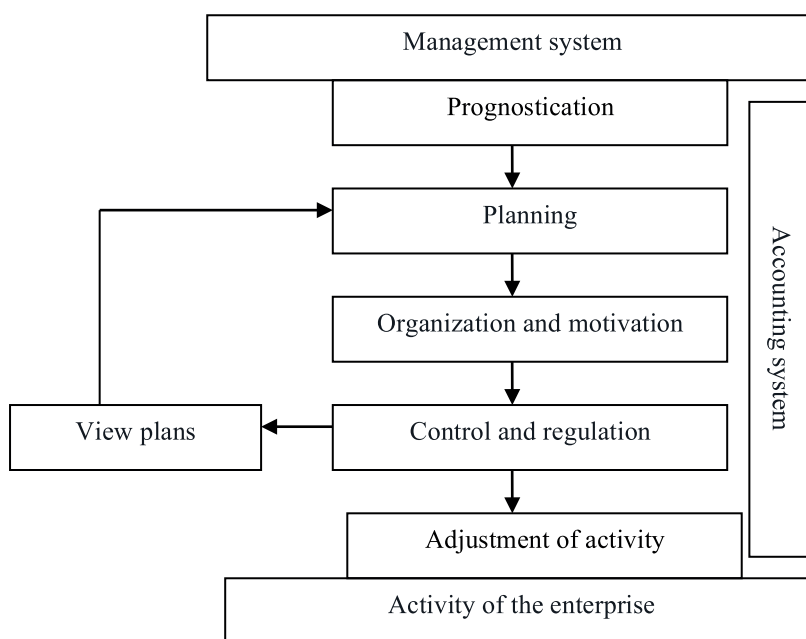 Management system
Prognostication
Planning
Organization and motivation
View plans
Control and regulation
Adjustment of activity
Activity of the enterprise
Accounting system